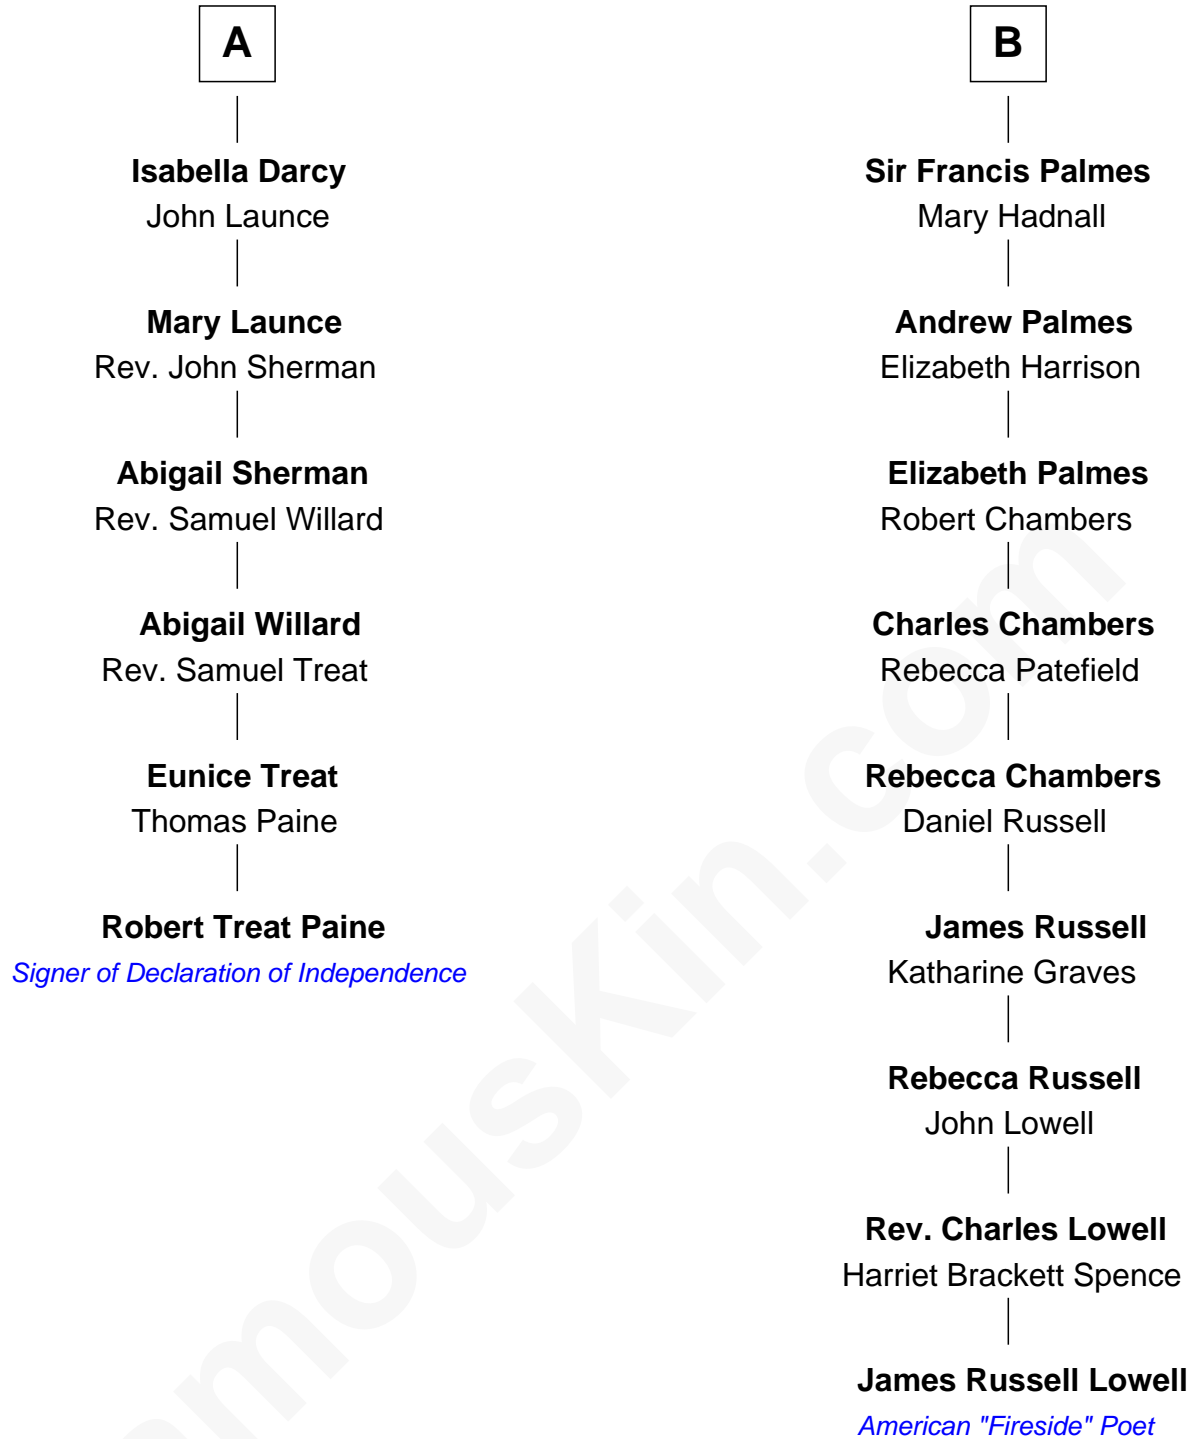 A
Isabella Darcy
John Launce
Mary Launce
Rev. John Sherman
Abigail Sherman
Rev. Samuel Willard
Abigail Willard
Rev. Samuel Treat
Eunice Treat
Thomas Paine
Robert Treat Paine
Signer of Declaration of Independence
B
Sir Francis Palmes
Mary Hadnall
Andrew Palmes
Elizabeth Harrison
Elizabeth Palmes
Robert Chambers
Charles Chambers
Rebecca Patefield
Rebecca Chambers
Daniel Russell
James Russell
Katharine Graves
Rebecca Russell
John Lowell
Rev. Charles Lowell
Harriet Brackett Spence
James Russell Lowell
American "Fireside" Poet
amouskin.com